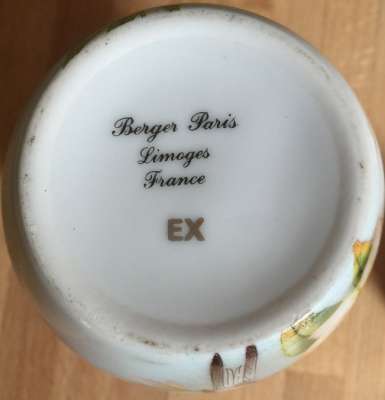 Berger Paris
Limoges
France
EX